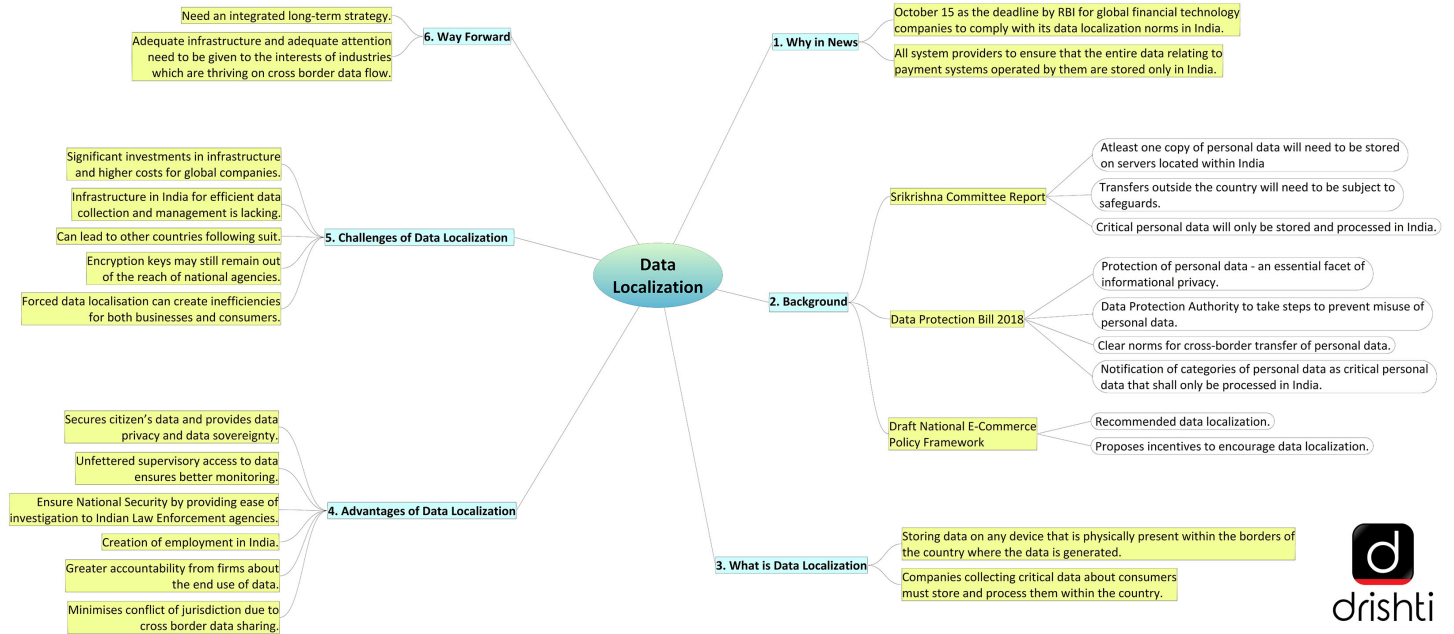 Data
Localization
1. Why in News
October 15 as the deadline by RBI for global financial technology
companies to comply with its data localization norms in India.
All system providers to ensure that the entire data relating to
payment systems operated by them are stored only in India.
2. Background
Srikrishna Committee Report
Atleast one copy of personal data will need to be stored
on servers located within India
Transfers outside the country will need to be subject to
safeguards.
Critical personal data will only be stored and processed in India.
Data Protection Bill 2018
Protection of personal data - an essential facet of
informational privacy.
Data Protection Authority to take steps to prevent misuse of
personal data.
Clear norms for cross-border transfer of personal data.
Notification of categories of personal data as critical personal
data that shall only be processed in India.
Draft National E-Commerce
Policy Framework
Recommended data localization.
Proposes incentives to encourage data localization.
3. What is Data Localization
Storing data on any device that is physically present within the borders of
the country where the data is generated.
Companies collecting critical data about consumers
must store and process them within the country.
4. Advantages of Data Localization
Secures citizen's data and provides data
privacy and data sovereignty.
Unfettered supervisory access to data
ensures better monitoring.
Ensure National Security by providing ease of
investigation to Indian Law Enforcement agencies.
Creation of employment in India.
Greater accountability from firms about
the end use of data.
Minimises conflict of jurisdiction due to
cross border data sharing.
5. Challenges of Data Localization
Significant investments in infrastructure
and higher costs for global companies.
Infrastructure in India for efficient data
collection and management is lacking.
Can lead to other countries following suit.
Encryption keys may still remain out
of the reach of national agencies.
Forced data localisation can create inefficiencies
for both businesses and consumers.
6. Way Forward
Need an integrated long-term strategy.
Adequate infrastructure and adequate attention
need to be given to the interests of industries
which are thriving on cross border data flow.
d
drishti